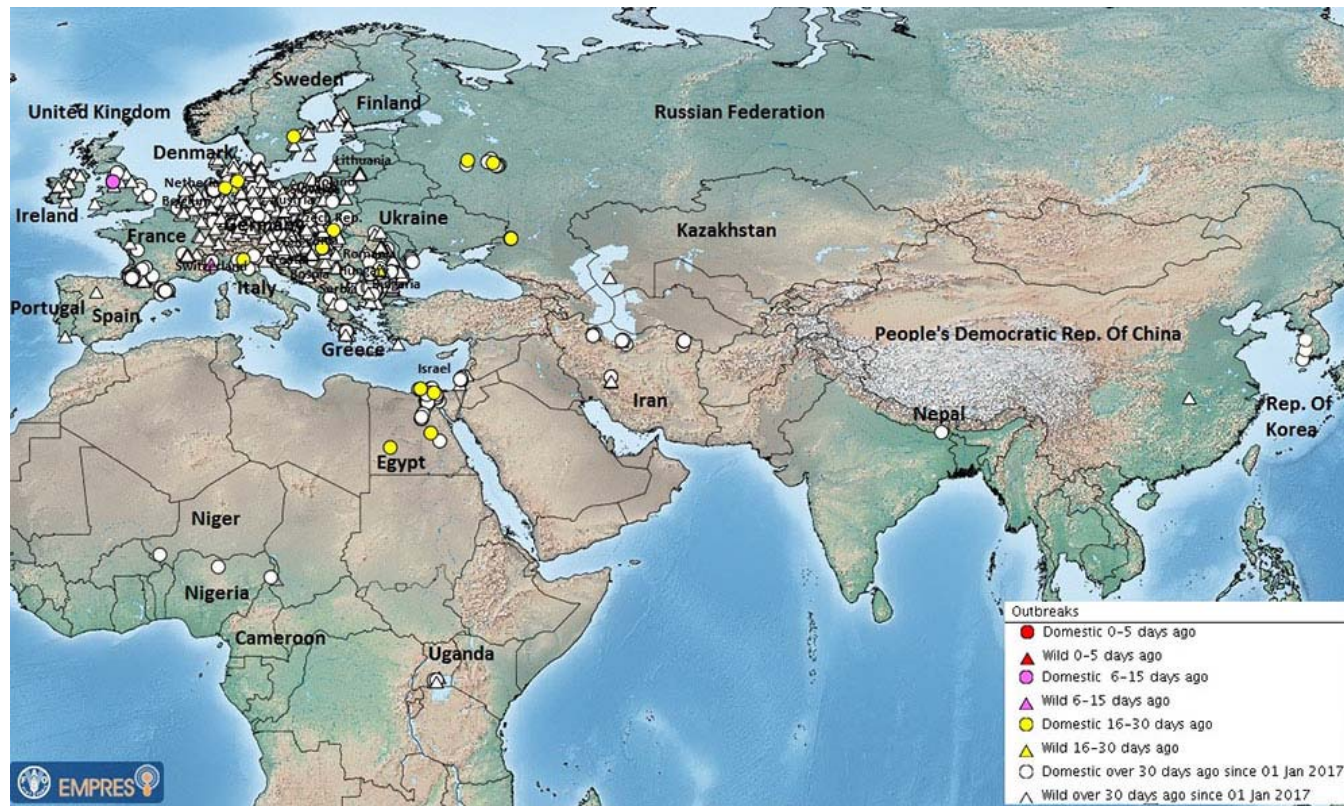 Sweden
Finland
United Kingdom
Russian Federation
Denmark
Lithuania
Ireland
Ukraine
France
Germany
Kazakhstan
Switzerland
Romania
Bosnia
Italy
Serbia
Portugal
Spain
People's Democratic Rep. Of China
Greece
Israel
Iran
Nepal
Rep. Of
Korea
Egypt
Niger
Nigeria
Cameroon
Uganda
Outbreaks
Domestic 0-5 days ago
Wild 0-5 days ago
Domestic 6-15 days ago
Wild 6-15 days ago
Domestic 16-30 days ago
Wild 16-30 days ago
Domestic over 30 days ago since 01 Jan 2017
Wild over 30 days ago since 01 Jan 2017
EMPRES